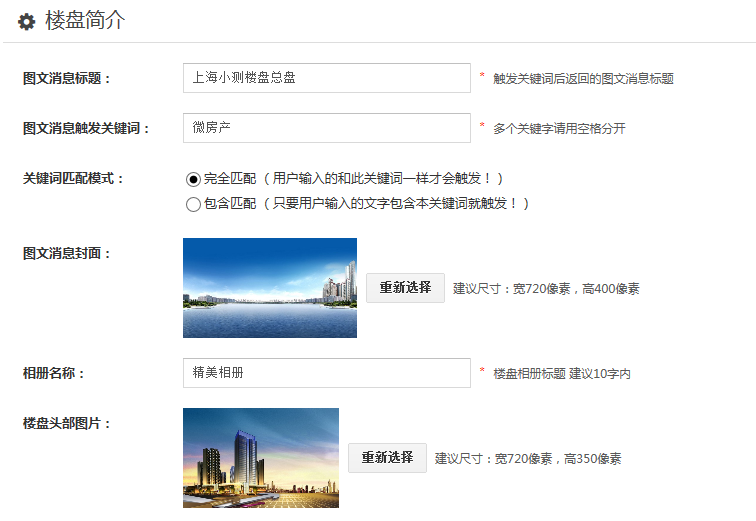 楼盘简介
图文消息标题： 上海小测楼盘总盘 * 触发关键词后返回的图文消息标题
图文消息触发关键词： 微房产 * 多个关键字请用空格分开
关键词匹配模式： 完全匹配 （用户输入的和此关键词一样才会触发！）
包含匹配 （只要用户输入的文字包含本关键词就触发！）
图文消息封面： 重新选择 建议尺寸：宽720像素，高400像素
相册名称： 精美相册 * 楼盘相册标题 建议10字内
楼盘头部图片： 重新选择 建议尺寸：宽720像素，高350像素